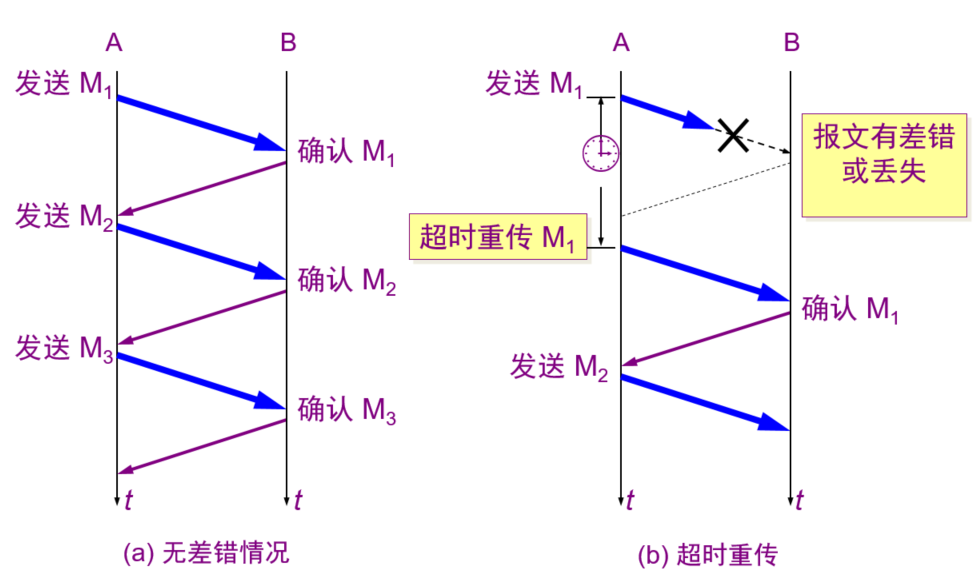 A
B
发送 M₁
确认 M₁
发送 M₂
确认 M₂
发送 M₃
确认 M₃
t
t
(a) 无差错情况
A
B
发送 M₁
报文有差错
或丢失
超时重传 M₁
确认 M₁
发送 M₂
t
t
(b) 超时重传